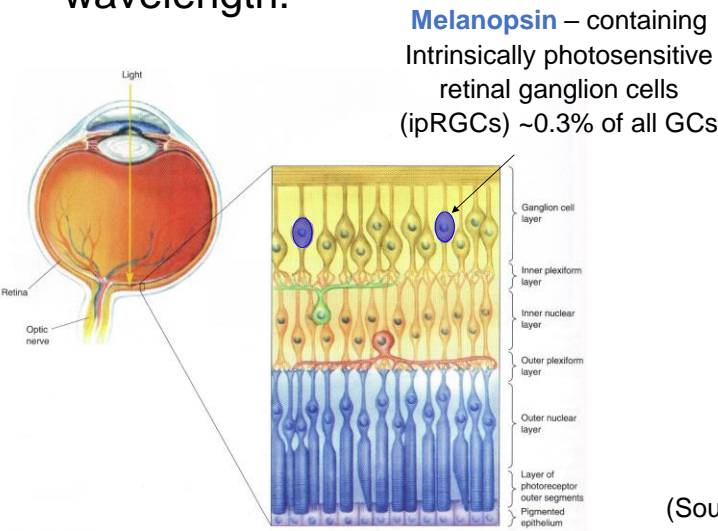 wavelength.
Melanopsin – containing
Intrinsically photosensitive
retinal ganglion cells
(ipRGCs) ~0.3% of all GCs
Light
Retina
Optic
nerve
Ganglion cell
layer
Inner plexiform
layer
Inner nuclear
layer
Outer plexiform
layer
Outer nuclear
layer
Layer of
photoreceptor
outer segments
Pigmented
epithelium
(Sou